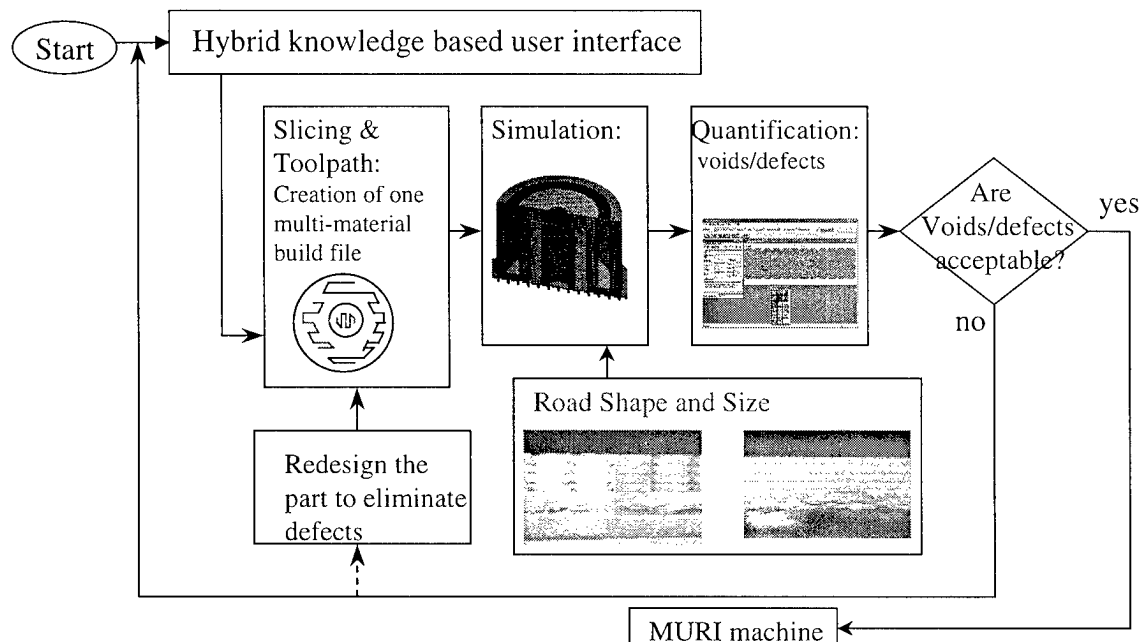 Start
Hybrid knowledge based user interface
Slicing &
Toolpath:
Creation of one
multi-material
build file
Simulation:
Quantification:
voids/defects
Are
Voids/defects
acceptable?
yes
no
Road Shape and Size
Redesign the
part to eliminate
defects
MURI machine